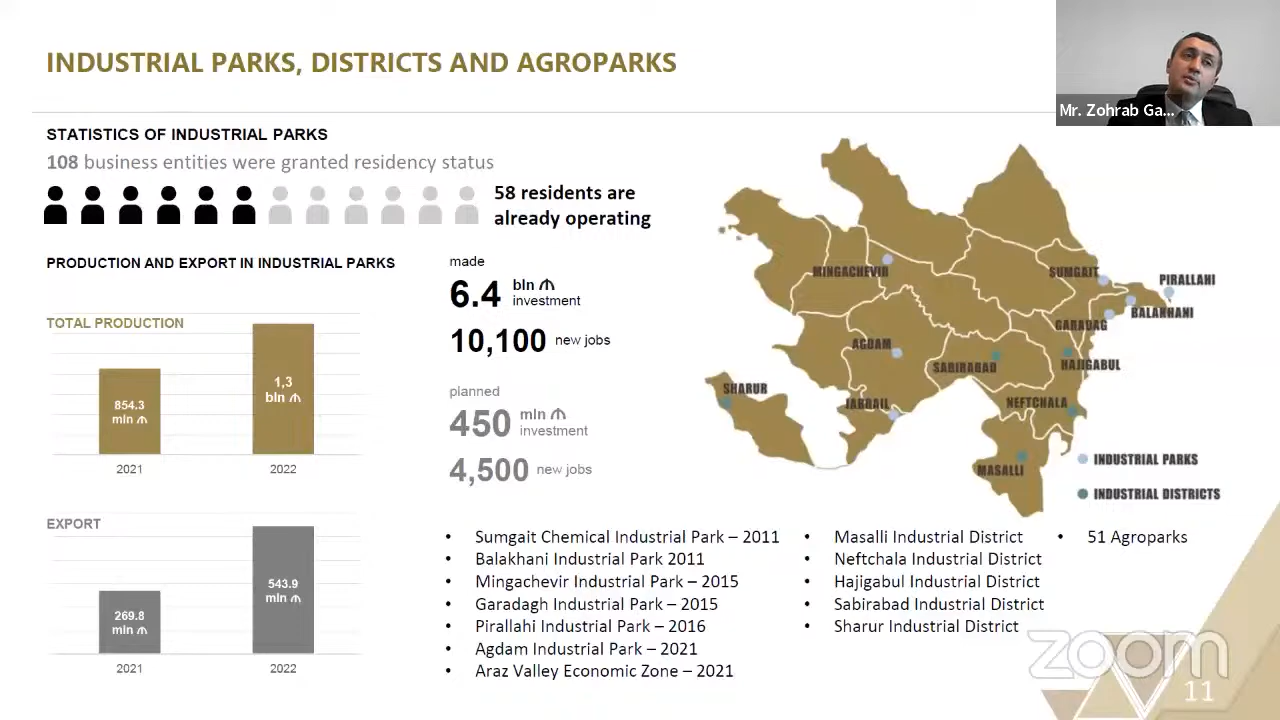 INDUSTRIAL PARKS, DISTRICTS AND AGROPARKS
Mr. Zohrab Ga...
STATISTICS OF INDUSTRIAL PARKS
108 business entities were granted residency status
58 residents are
already operating
PRODUCTION AND EXPORT IN INDUSTRIAL PARKS
TOTAL PRODUCTION
854.3
mln ₼
1,3
bln ₼
2021
2022
EXPORT
269.8
mln ₼
543.9
mln ₼
2021
2022
made
6.4 bln ₼
investment
10,100 new jobs
planned
450 mln ₼
investment
4,500 new jobs
MINGACHEVIR
SUMGAIT
PIRALLAHI
BALAKHANI
GARADAG
AGDAM
SABIRABAD
HAJIGABUL
SHARUR
JABRAIL
NEFTCHALA
MASALLI
INDUSTRIAL PARKS
INDUSTRIAL DISTRICTS
• Sumgait Chemical Industrial Park – 2011
• Balakhani Industrial Park 2011
• Mingachevir Industrial Park – 2015
• Garadagh Industrial Park – 2015
• Pirallahi Industrial Park – 2016
• Agdam Industrial Park – 2021
• Araz Valley Economic Zone – 2021
• Masalli Industrial District
• Neftchala Industrial District
• Hajigabul Industrial District
• Sabirabad Industrial District
• Sharur Industrial District
• 51 Agroparks
zoom
11